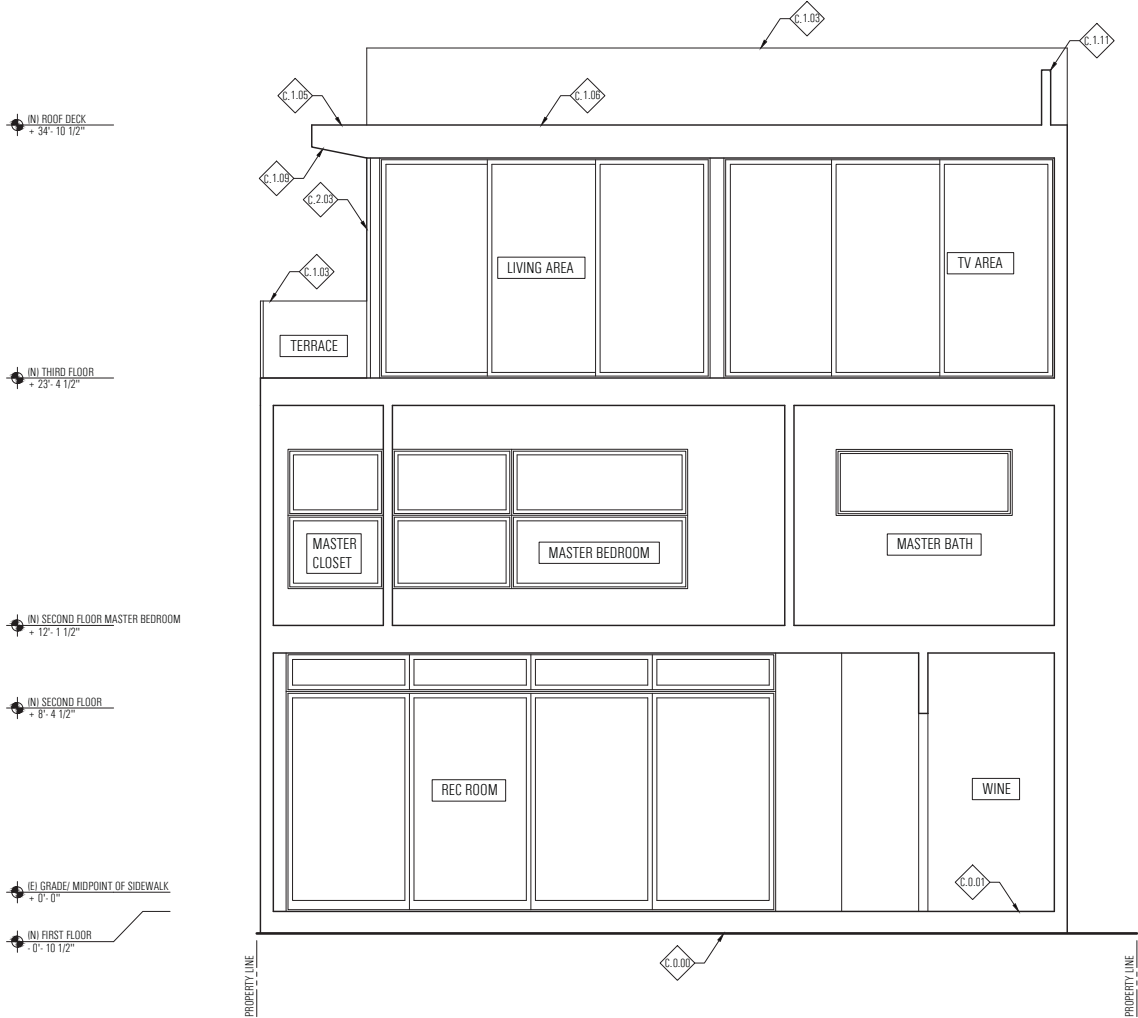 C.1.03
C.1.11
C.1.05
C.1.06
(N) ROOF DECK
+ 34'- 10 1/2"
C.1.09
C.2.03
LIVING AREA
TV AREA
C.1.03
TERRACE
(N) THIRD FLOOR
+ 23'- 4 1/2"
MASTER
CLOSET
MASTER BEDROOM
MASTER BATH
(N) SECOND FLOOR MASTER BEDROOM
+ 12'- 1 1/2"
(N) SECOND FLOOR
+ 8'- 4 1/2"
REC ROOM
WINE
(E) GRADE/ MIDPOINT OF SIDEWALK
+ 0'- 0"
C.0.01
(N) FIRST FLOOR
- 0'- 10 1/2"
C.0.00
PROPERTY LINE
PROPERTY LINE